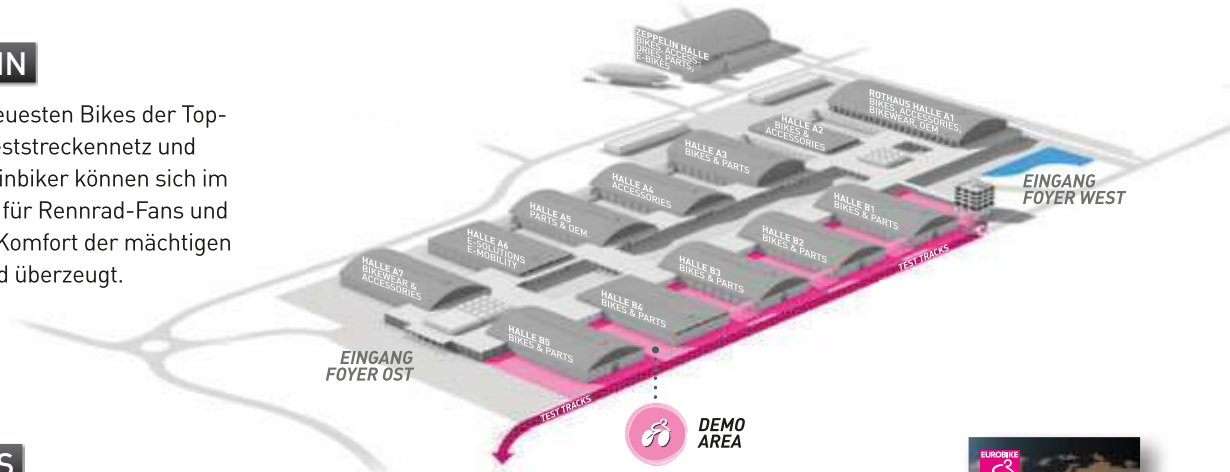 IN
euesten Bikes der Top-
eststreckennetz und
inbiker können sich im
für Rennrad-Fans und
Komfort der mächtigen
d überzeugt.
ZEPPELIN HALLE
BIKES, ACCESS-
ORIES, PARTS,
E-BIKES
ROTHAUS HALLE A1
BIKES, ACCESSORIES,
BIKEWEAR, OEM
HALLE A2
BIKES &
ACCESSORIES
HALLE A3
BIKES & PARTS
HALLE A4
ACCESSORIES
HALLE A5
PARTS & OEM
HALLE A6
E-SOLUTIONS
E-MOBILITY
HALLE A7
BIKEWEAR &
ACCESSORIES
HALLE B1
BIKES & PARTS
HALLE B2
BIKES & PARTS
HALLE B3
BIKES & PARTS
HALLE B4
BIKES & PARTS
HALLE B5
BIKES & PARTS
EINGANG
FOYER WEST
TEST TRACKS
EINGANG
FOYER OST
TEST TRACKS
DEMO
AREA
S
EUROBIKE